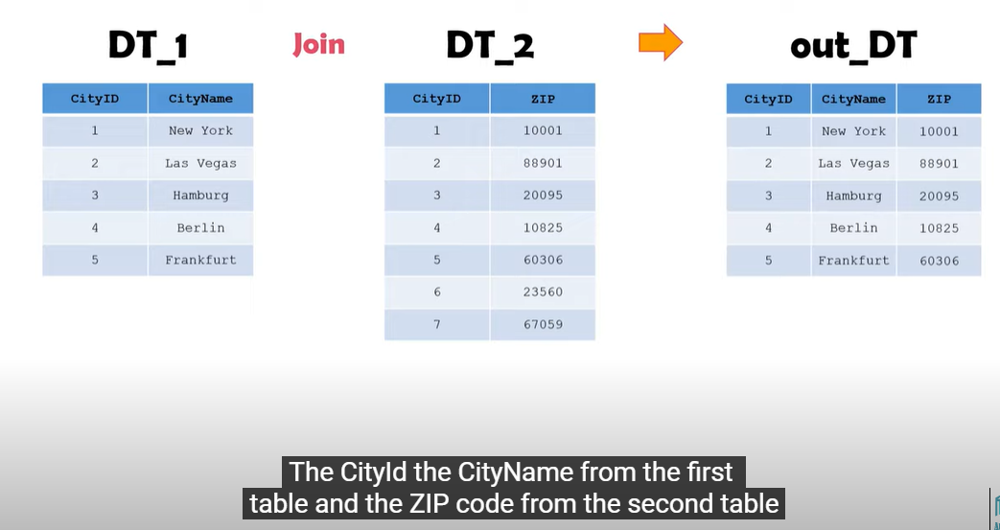 DT_1 Join DT_2 out_DT
CityID CityName
1 New York
2 Las Vegas
3 Hamburg
4 Berlin
5 Frankfurt
CityID ZIP
1 10001
2 88901
3 20095
4 10825
5 60306
6 23560
7 67059
CityID CityName ZIP
1 New York 10001
2 Las Vegas 88901
3 Hamburg 20095
4 Berlin 10825
5 Frankfurt 60306
The CityId the CityName from the first
table and the ZIP code from the second table